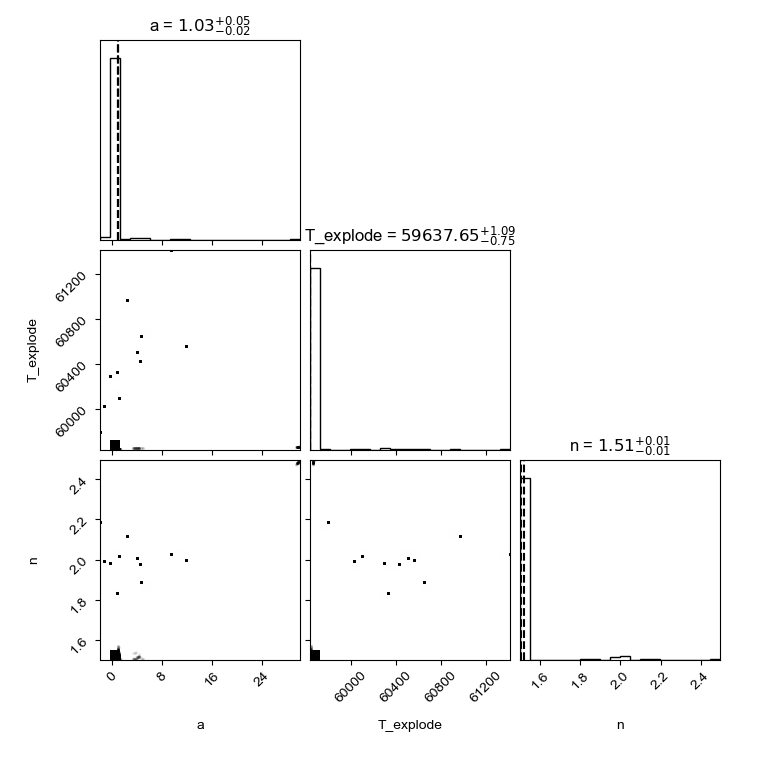 a = 1.03+0.05−0.02
T_explode = 59637.65+1.09−0.75
61200
60800
60400
60000
T_explode
n = 1.51+0.01−0.01
2.4
2.2
2.0
1.8
1.6
n
0
8
16
24
a
60000
60400
60800
61200
T_explode
1.6
1.8
2.0
2.2
2.4
n